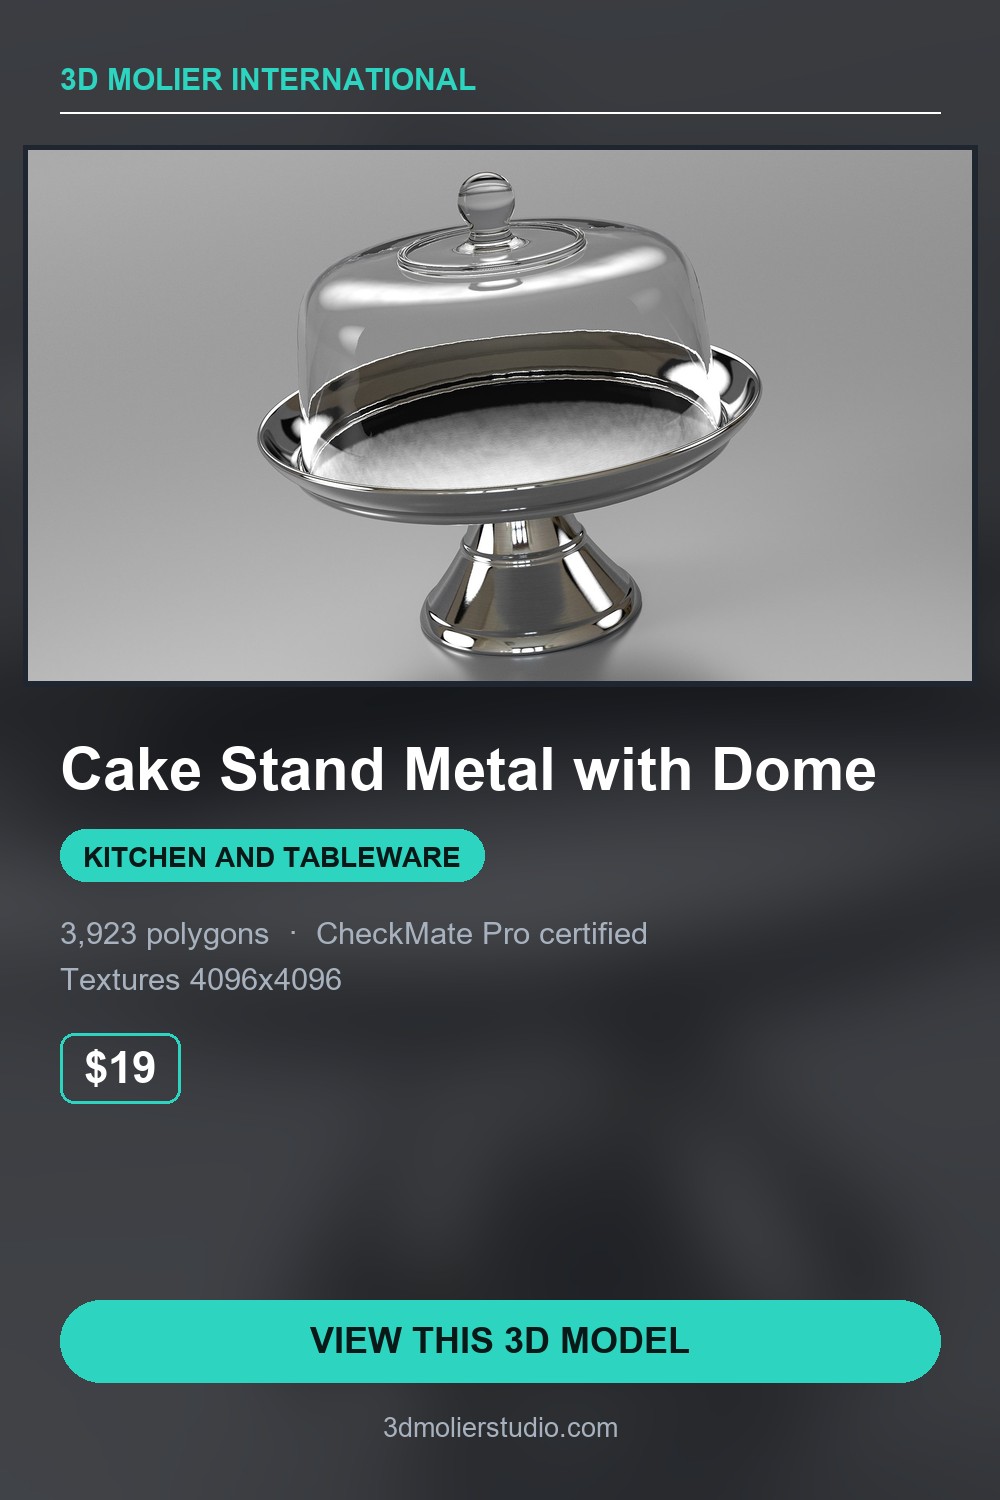 3D MOLIER INTERNATIONAL
Cake Stand Metal with Dome
KITCHEN AND TABLEWARE
3,923 polygons · CheckMate Pro certified
Textures 4096x4096
$19
VIEW THIS 3D MODEL
3dmolierstudio.com